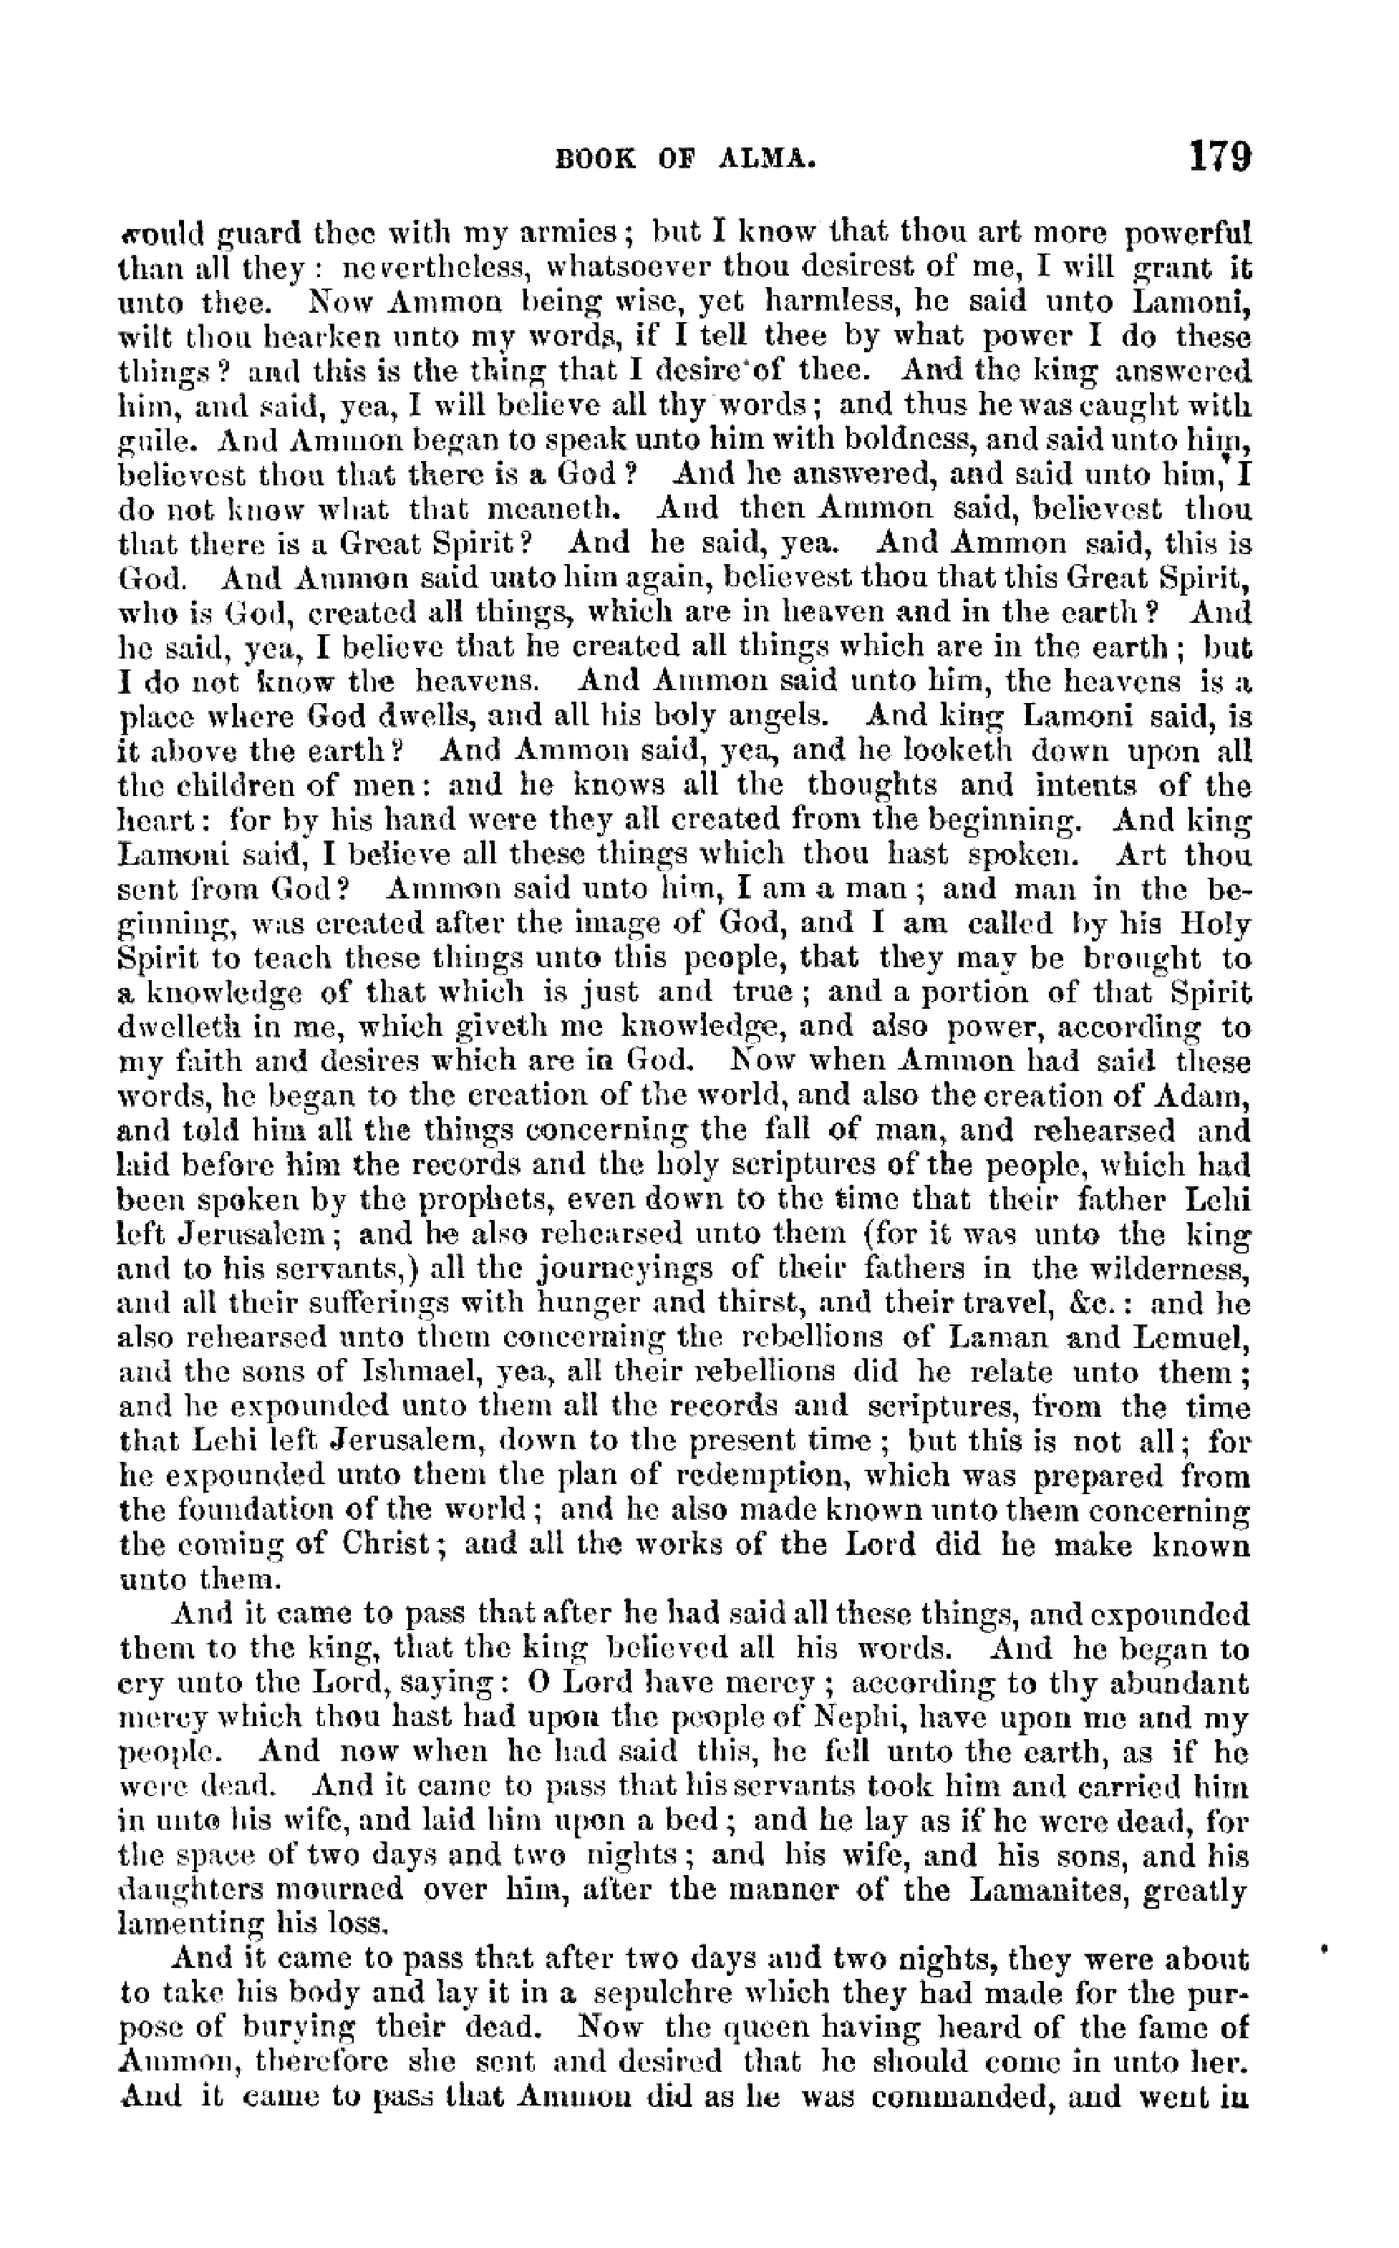 BOOK OF ALMA. 179
would guard thee with my armies; but I know that thou art more powerful
than all they: nevertheless, whatsoever thou desirest of me, I will grant it
unto thee. Now Ammon being wise, yet harmless, he said unto Lamoni,
wilt thou hearken unto my words, if I tell thee by what power I do these
things? and this is the thing that I desire of thee. And the king answered
him, and said, yea, I will believe all thy words; and thus he was caught with
guile. And Ammon began to speak unto him with boldness, and said unto him,
believest thou that there is a God? And he answered, and said unto him, I
do not know what that meaneth. And then Ammon said, believest thou
that there is a Great Spirit? And he said, yea. And Ammon said, this is
God. And Ammon said unto him again, believest thou that this Great Spirit,
who is God, created all things, which are in heaven and in the earth? And
he said, yea, I believe that he created all things which are in the earth; but
I do not know the heavens. And Ammon said unto him, the heavens is a
place where God dwells, and all his holy angels. And king Lamoni said, is
it above the earth? And Ammon said, yea, and he looketh down upon all
the children of men: and he knows all the thoughts and intents of the
heart: for by his hand were they all created from the beginning. And king
Lamoni said, I believe all these things which thou hast spoken. Art thou
sent from God? Ammon said unto him, I am a man; and man in the be-
ginning, was created after the image of God, and I am called by his Holy
Spirit to teach these things unto this people, that they may be brought to
a knowledge of that which is just and true; and a portion of that Spirit
dwelleth in me, which giveth me knowledge, and also power, according to
my faith and desires which are in God. Now when Ammon had said these
words, he began to the creation of the world, and also the creation of Adam,
and told him all the things concerning the fall of man, and rehearsed and
laid before him the records and the holy scriptures of the people, which had
been spoken by the prophets, even down to the time that their father Lehi
left Jerusalem; and he also rehearsed unto them (for it was unto the king
and to his servants,) all the journeyings of their fathers in the wilderness,
and all their sufferings with hunger and thirst, and their travel, &c.: and he
also rehearsed unto them concerning the rebellions of Laman and Lemuel,
and the sons of Ishmael, yea, all their rebellions did he relate unto them;
and he expounded unto them all the records and scriptures, from the time
that Lehi left Jerusalem, down to the present time; but this is not all; for
he expounded unto them the plan of redemption, which was prepared from
the foundation of the world; and he also made known unto them concerning
the coming of Christ; and all the works of the Lord did he make known
unto them.
And it came to pass that after he had said all these things, and expounded
them to the king, that the king believed all his words. And he began to
cry unto the Lord, saying: O Lord have mercy; according to thy abundant
mercy which thou hast had upon the people of Nephi, have upon me and my
people. And now when he had said this, he fell unto the earth, as if he
were dead. And it came to pass that his servants took him and carried him
in unto his wife, and laid him upon a bed; and he lay as if he were dead, for
the space of two days and two nights; and his wife, and his sons, and his
daughters mourned over him, after the manner of the Lamanites, greatly
lamenting his loss.
And it came to pass that after two days and two nights, they were about
to take his body and lay it in a sepulchre which they had made for the pur-
pose of burying their dead. Now the queen having heard of the fame of
Ammon, therefore she sent and desired that he should come in unto her.
And it came to pass that Ammon did as he was commanded, and went in